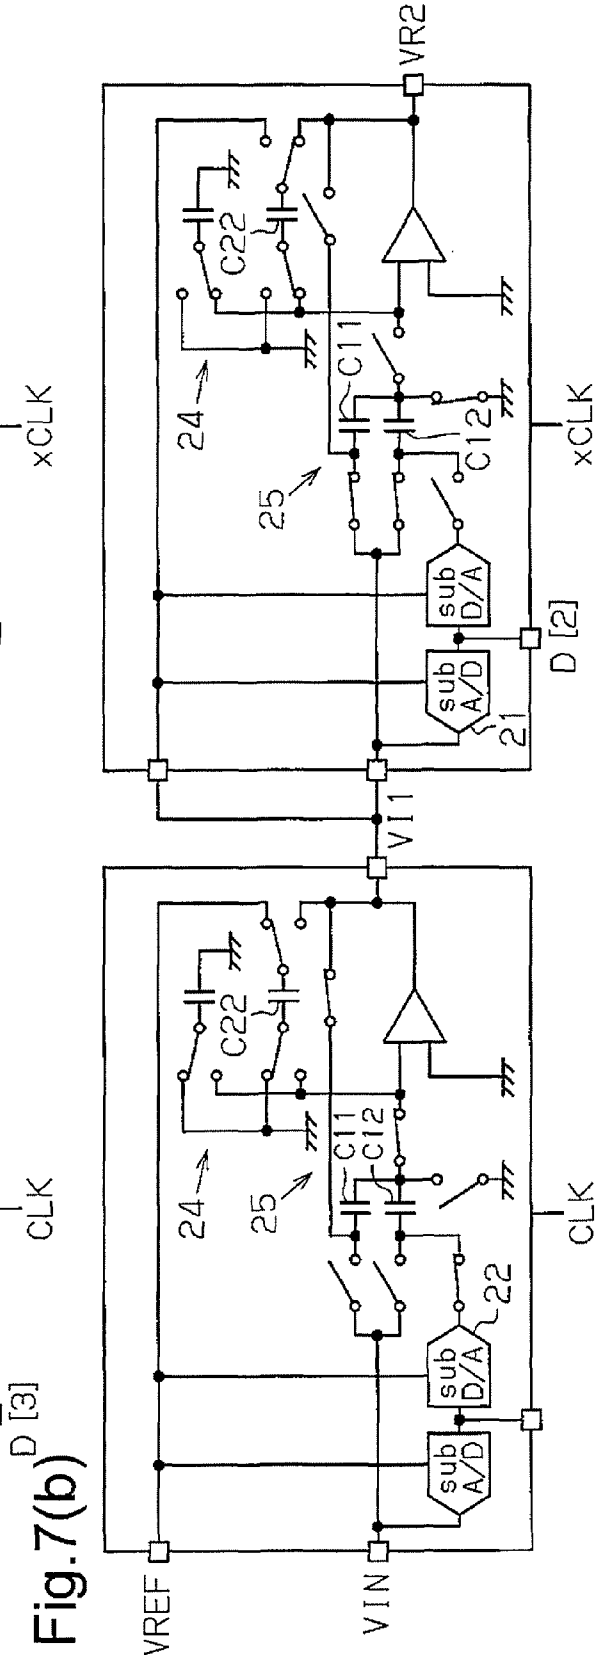 D [3]
CLK
xCLK
Fig.7(b)
VREF
24
C22
25
C11
C12
VIN
sub
A/D
sub
D/A
22
CLK
VI1
24
C22
25
C11
C12
sub
A/D
sub
D/A
21
D [2]
xCLK
VR2